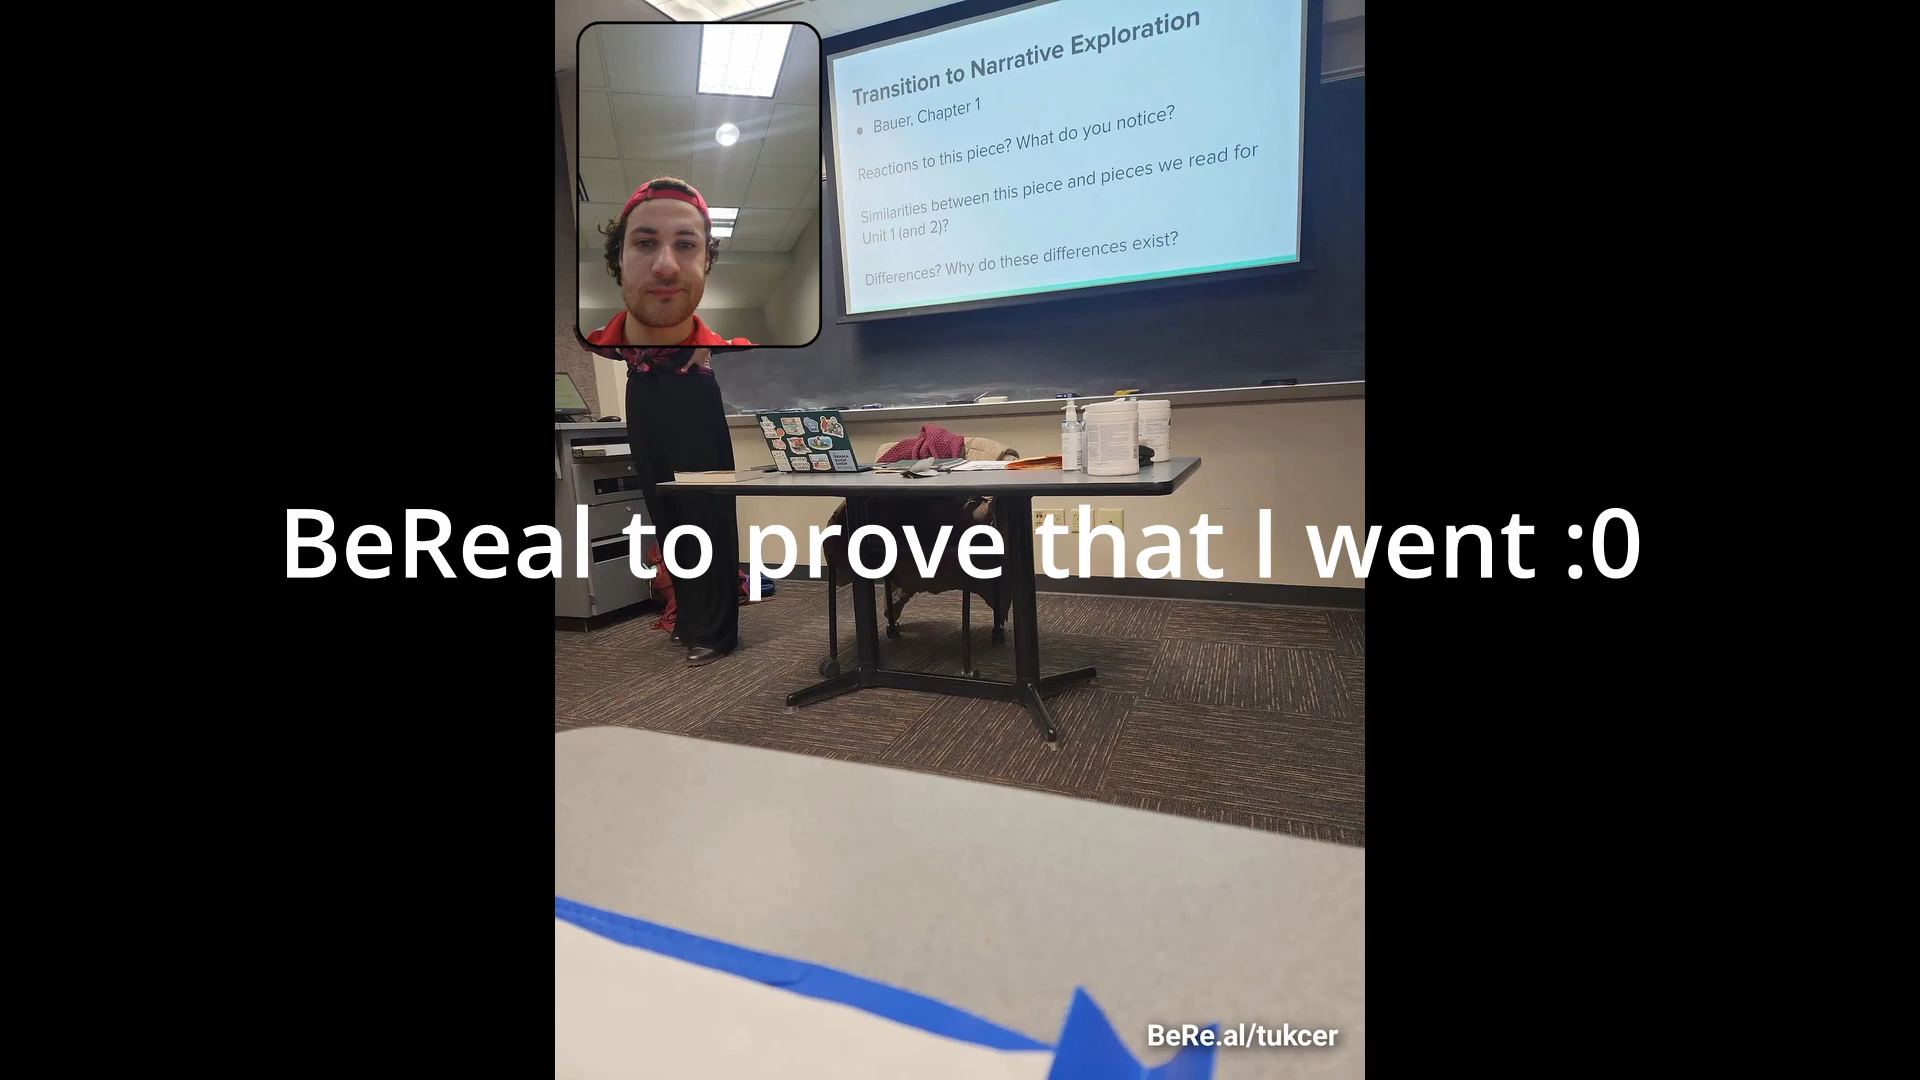 Transition to Narrative Exploration
● Bauer, Chapter 1
Reactions to this piece? What do you notice?
Similarities between this piece and pieces we read for
Unit 1 (and 2)?
Differences? Why do these differences exist?
BeReal to prove that I went :0
BeRe.al/tukcer